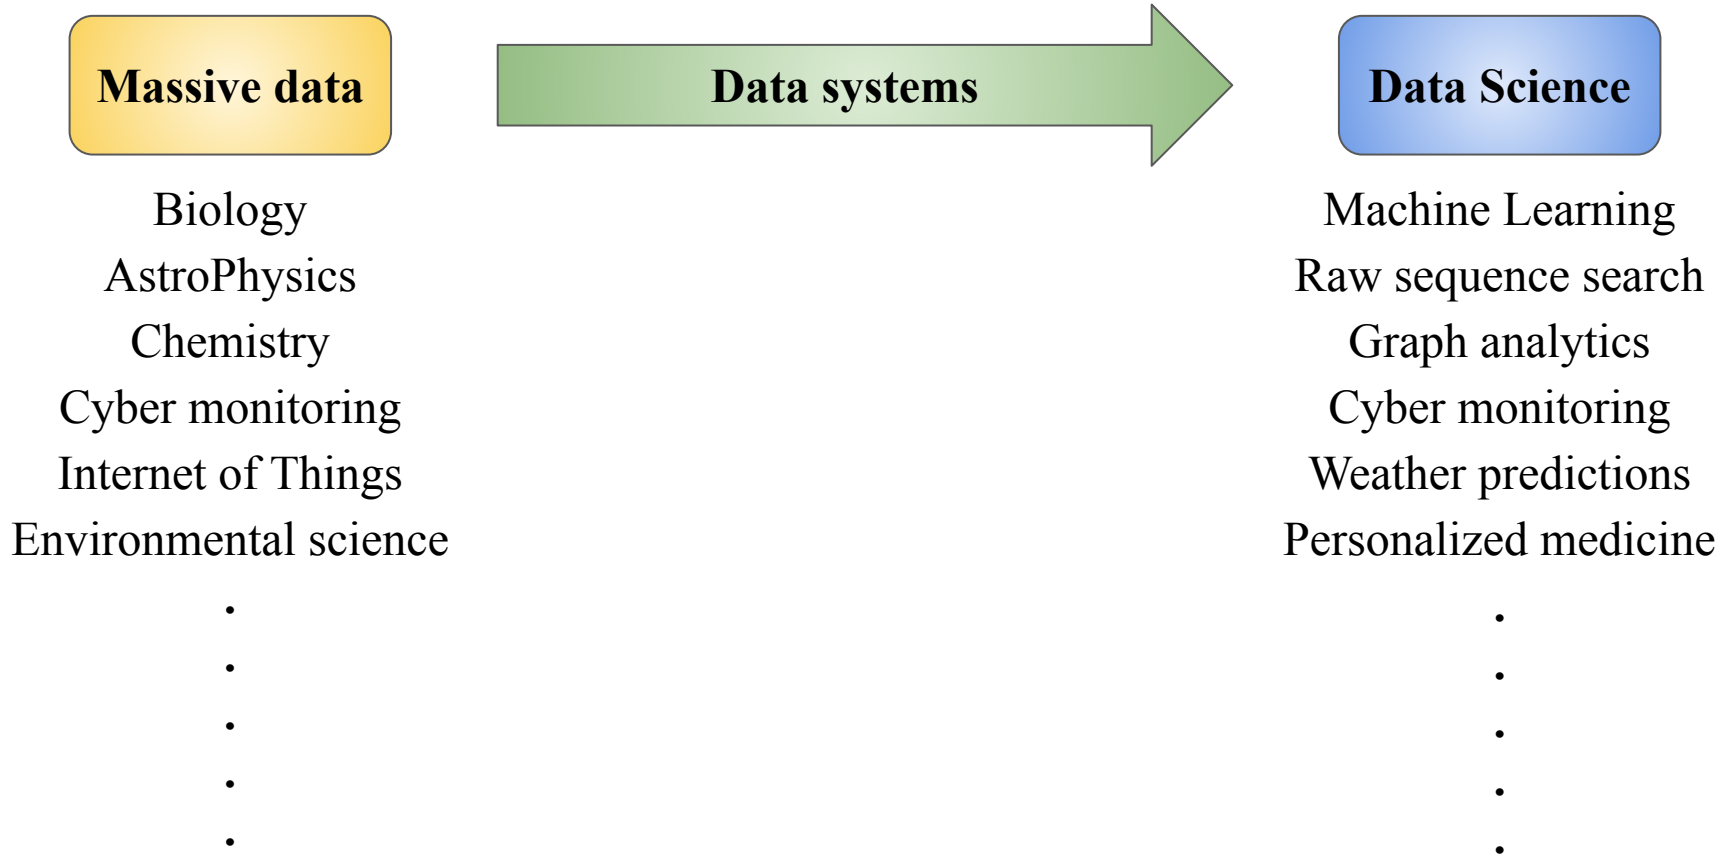 Massive data
Data systems
Data Science
Biology
AstroPhysics
Chemistry
Cyber monitoring
Internet of Things
Environmental science
.
.
.
.
.
Machine Learning
Raw sequence search
Graph analytics
Cyber monitoring
Weather predictions
Personalized medicine
.
.
.
.
.